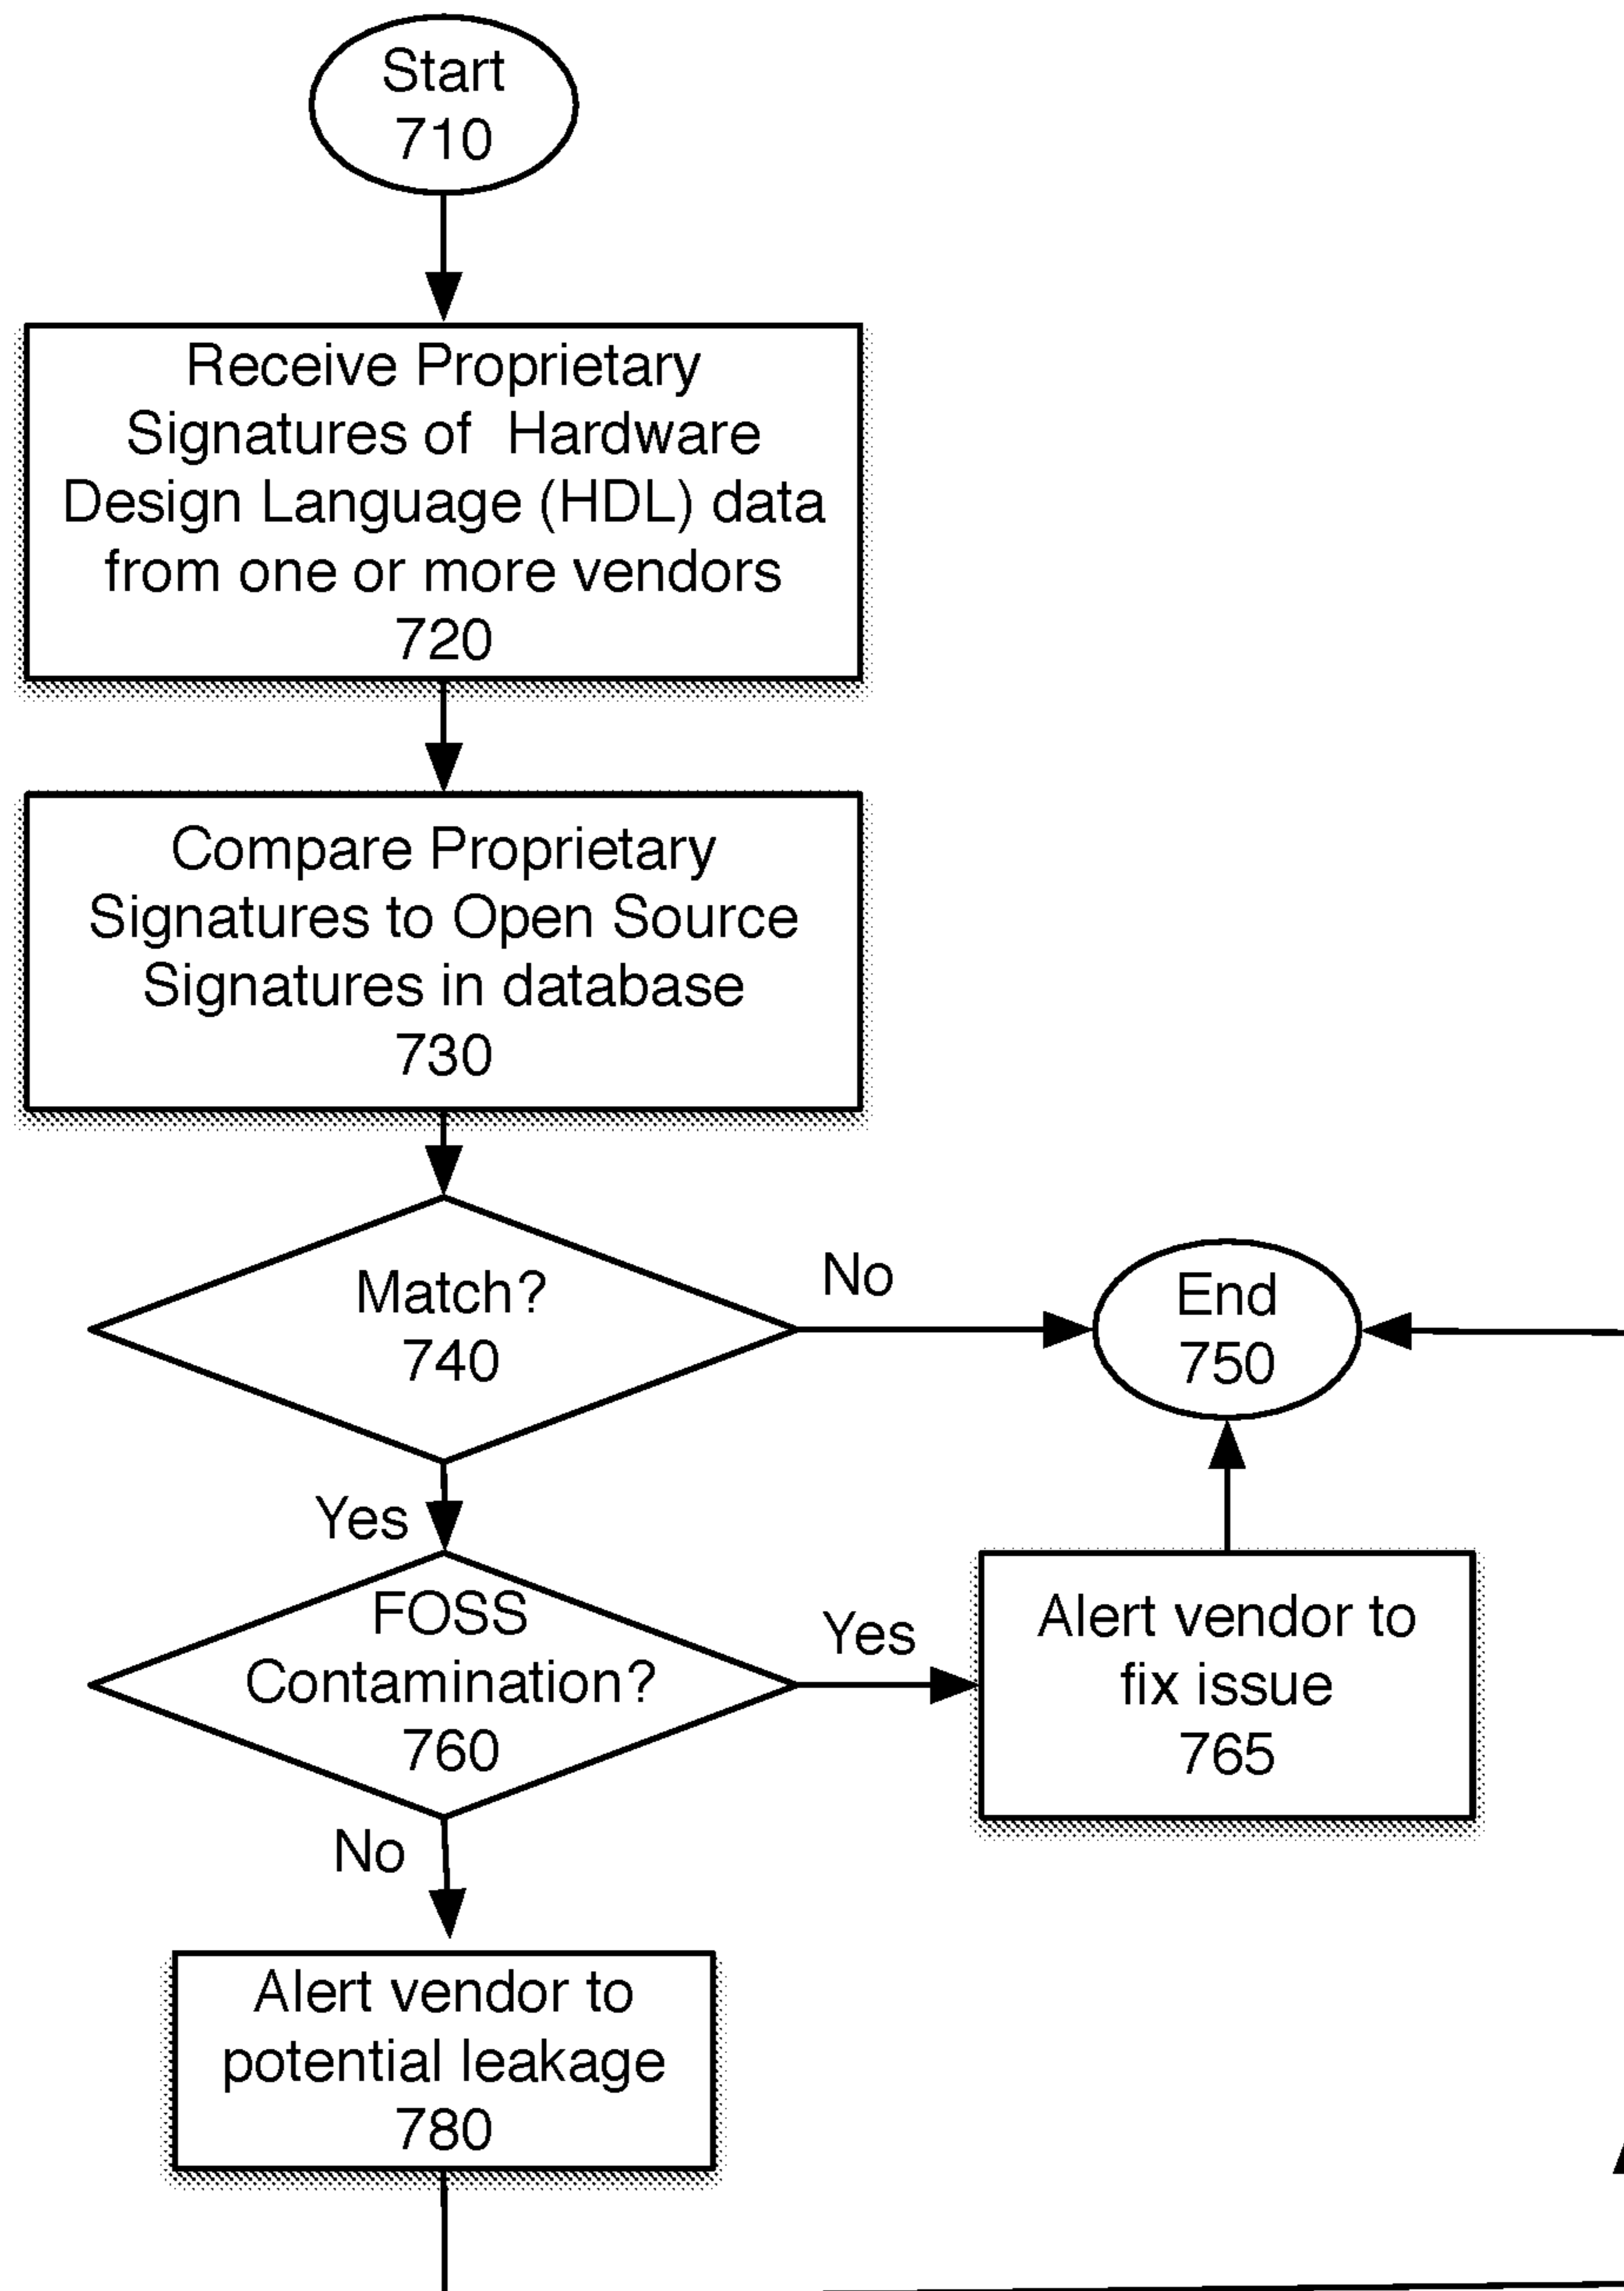 Start
710
Receive Proprietary
Signatures of Hardware
Design Language (HDL) data
from one or more vendors
720
Compare Proprietary
Signatures to Open Source
Signatures in database
730
Match?
740
No
End
750
Yes
FOSS
Contamination?
760
Yes
Alert vendor to
fix issue
765
No
Alert vendor to
potential leakage
780